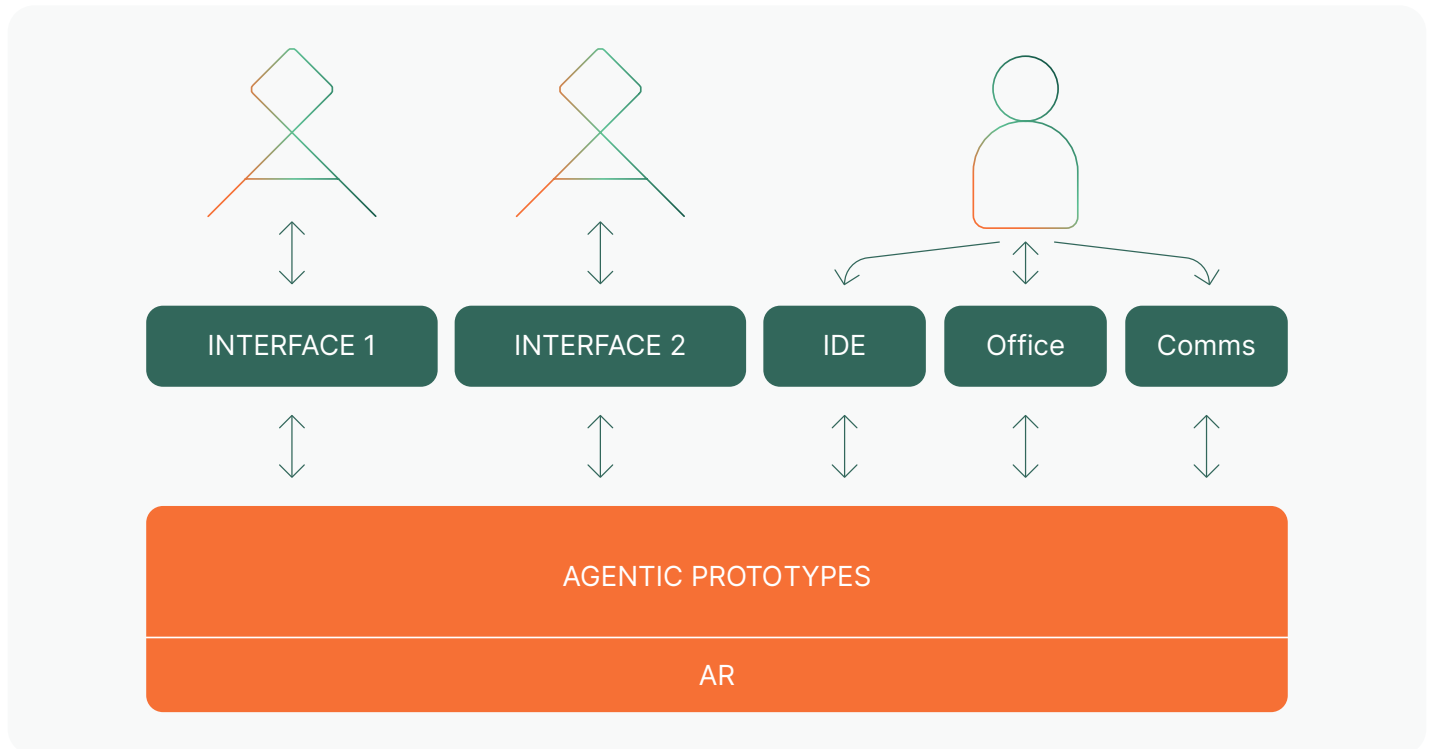 INTERFACE 1
INTERFACE 2
IDE
Office
Comms
AGENTIC PROTOTYPES
AR